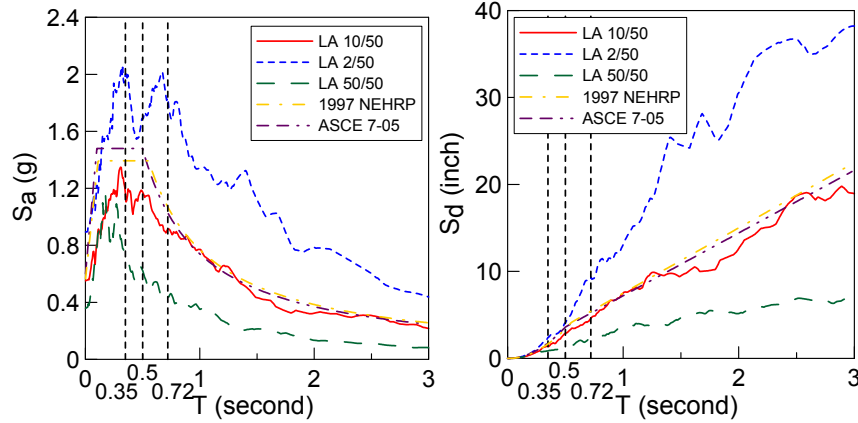 2.4
2
1.6
1.2
0.8
0.4
0
Sa (g)
LA 10/50
LA 2/50
LA 50/50
1997 NEHRP
ASCE 7-05
0 0.5 1 2 3
0.35 0.72
T (second)
40
30
20
10
0
Sd (inch)
LA 10/50
LA 2/50
LA 50/50
1997 NEHRP
ASCE 7-05
0 0.5 1 2 3
0.35 0.72
T (second)